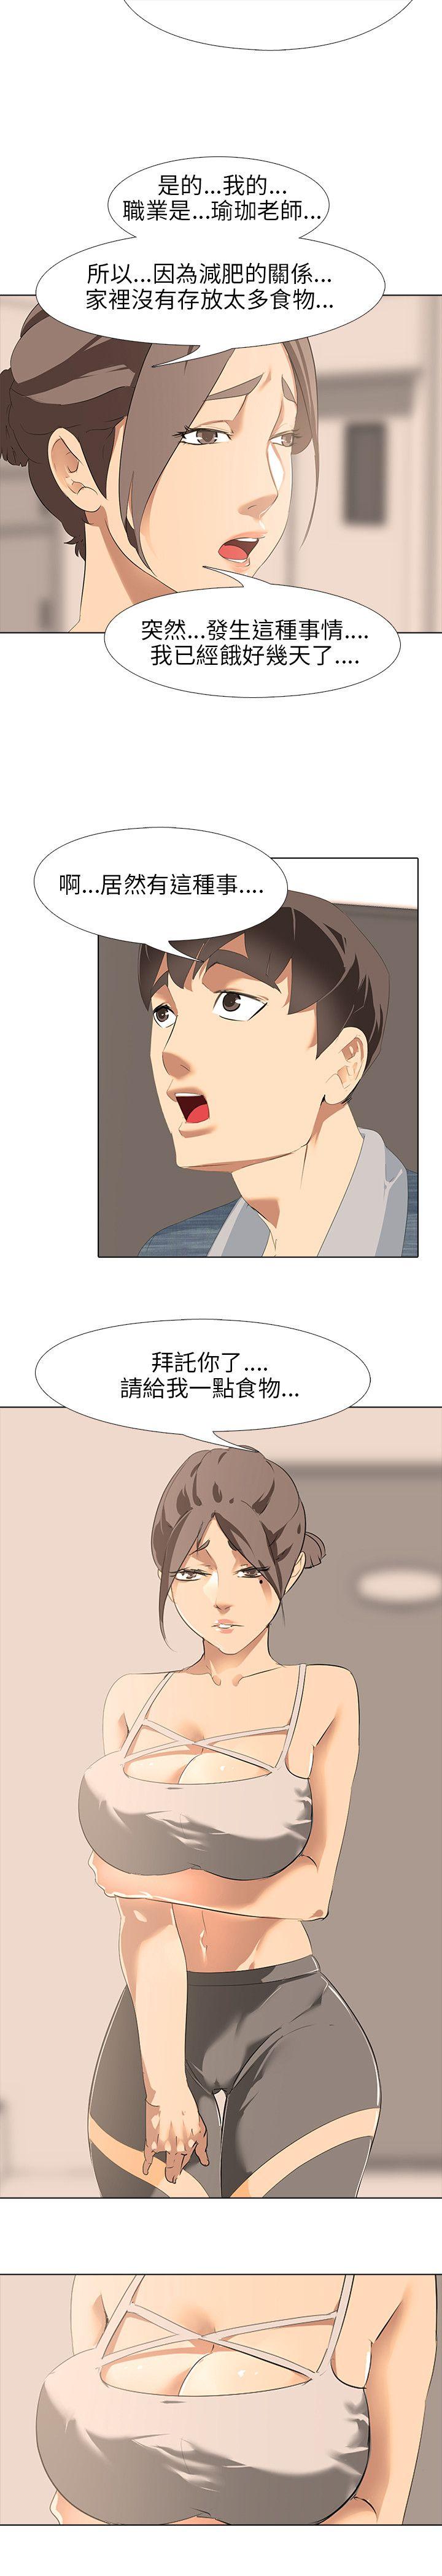 是的...我的...
職業是...瑜珈老師...
所以...因為減肥的關係...
家裡沒有存放太多食物...
突然...發生這種事情....
我已經餓好幾天了....
啊...居然有這種事....
拜託你了....
請給我一點食物...